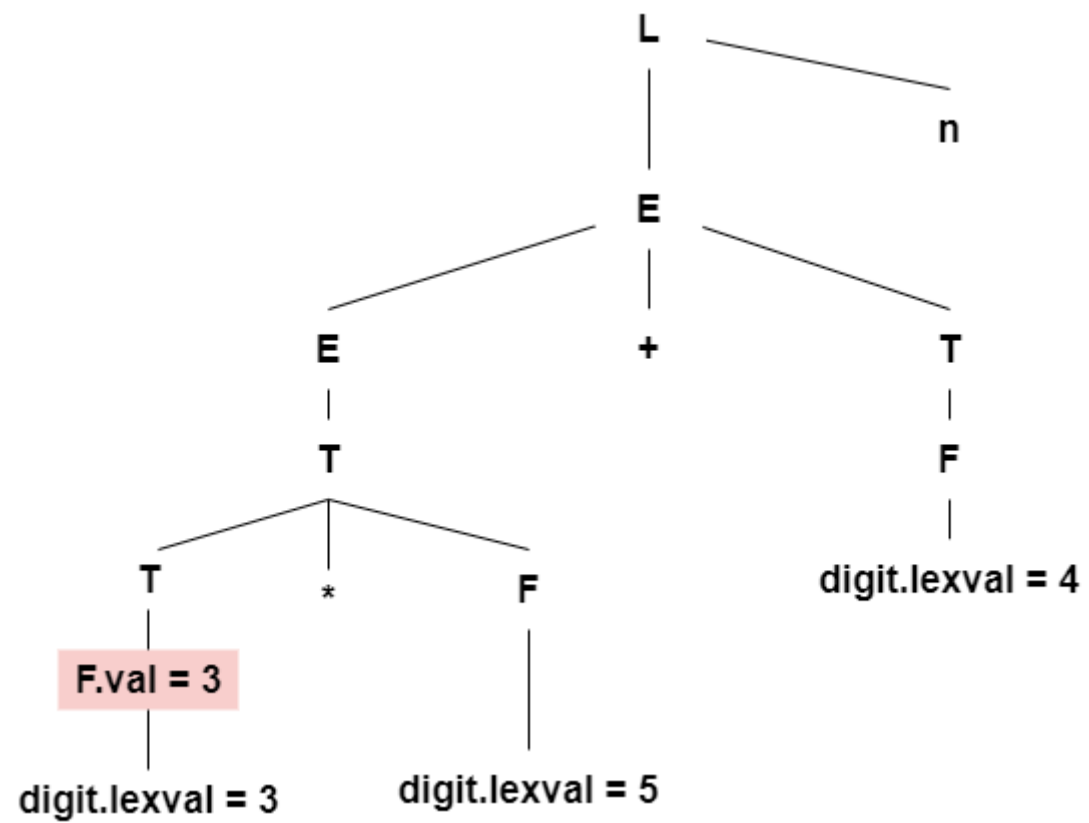 L
n
E
E + T
T F
T * F digit.lexval = 4
F.val = 3
digit.lexval = 3 digit.lexval = 5